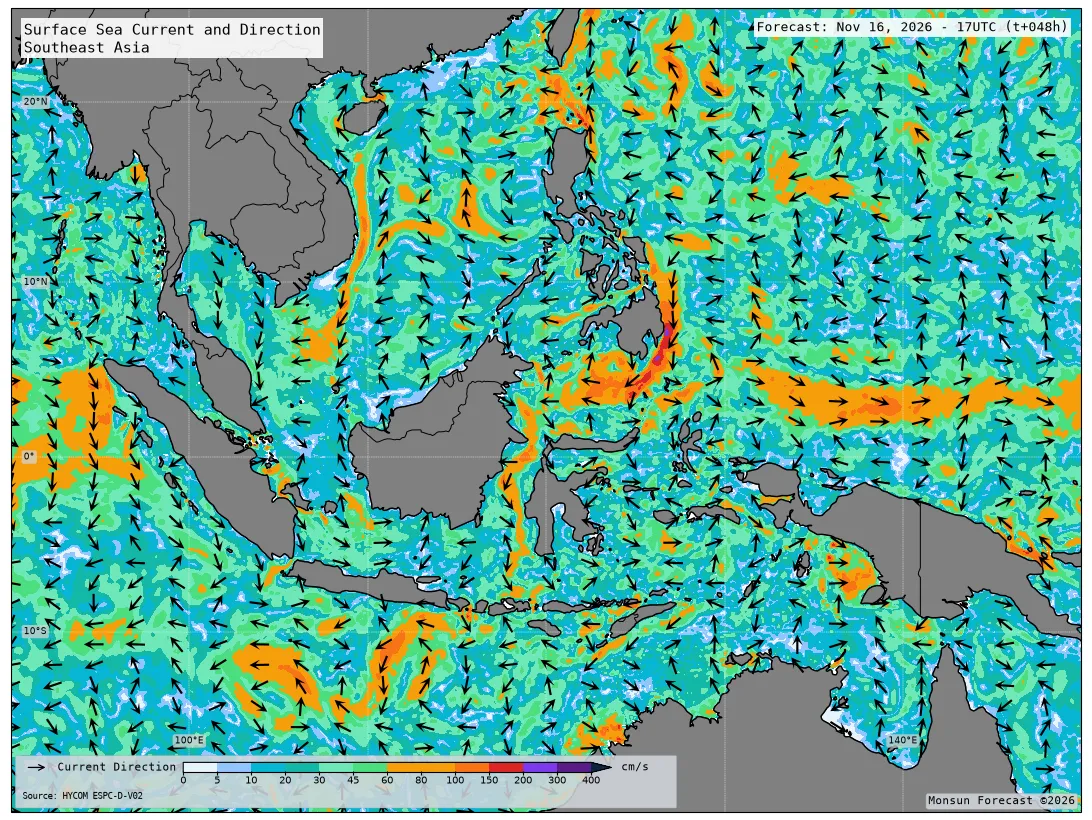 Surface Sea Current and Direction
Southeast Asia
Forecast: Nov 16, 2026 - 17UTC (t+048h)
20°N
10°N
0°
10°S
100°E
140°E
Current Direction
0 5 10 20 30 45 60 80 100 150 200 300 400
cm/s
Source: HYCOM ESPC-D-V02
Monsun Forecast ©2026